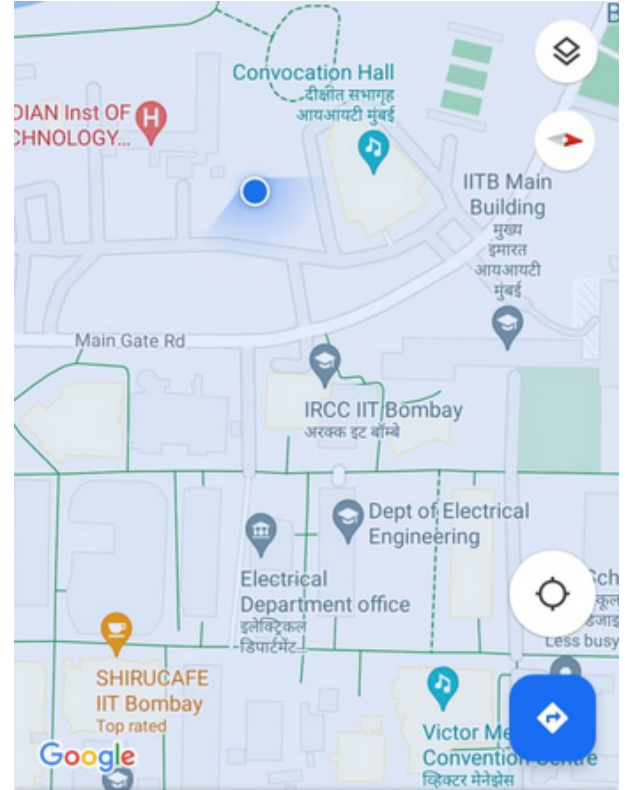 B
Convocation Hall
दीक्षांत सभागृह
आयआयटी मुंबई
DIAN Inst OF
CHNOLOGY...
H
IITB Main
Building
मुख्य
इमारत
आयआयटी
मुंबई
Main Gate Rd
IRCC IIT Bombay
अरक्क इट बॉम्बे
Dept of Electrical
Engineering
Electrical
Department office
इलेक्ट्रिकल
डिपार्टमेंट...
Sch
कूल
डिजाइ
Less busy
SHIRUCAFE
IIT Bombay
Top rated
Victor Me
Convention Centre
व्हिक्टर मेनेझेस
Google